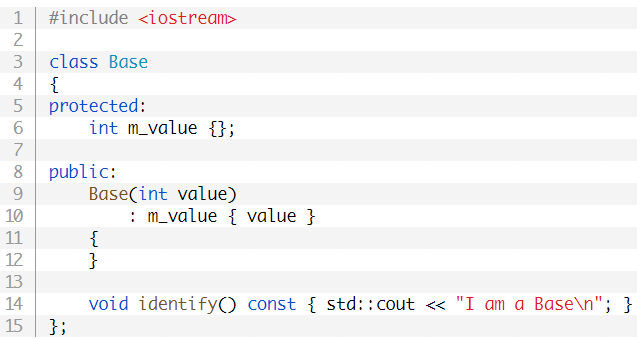 1 #include <iostream>
2
3 class Base
4 {
5 protected:
6     int m_value {};
7
8 public:
9     Base(int value)
10         : m_value { value }
11     {
12     }
13
14     void identify() const { std::cout << "I am a Base\n"; }
15 };